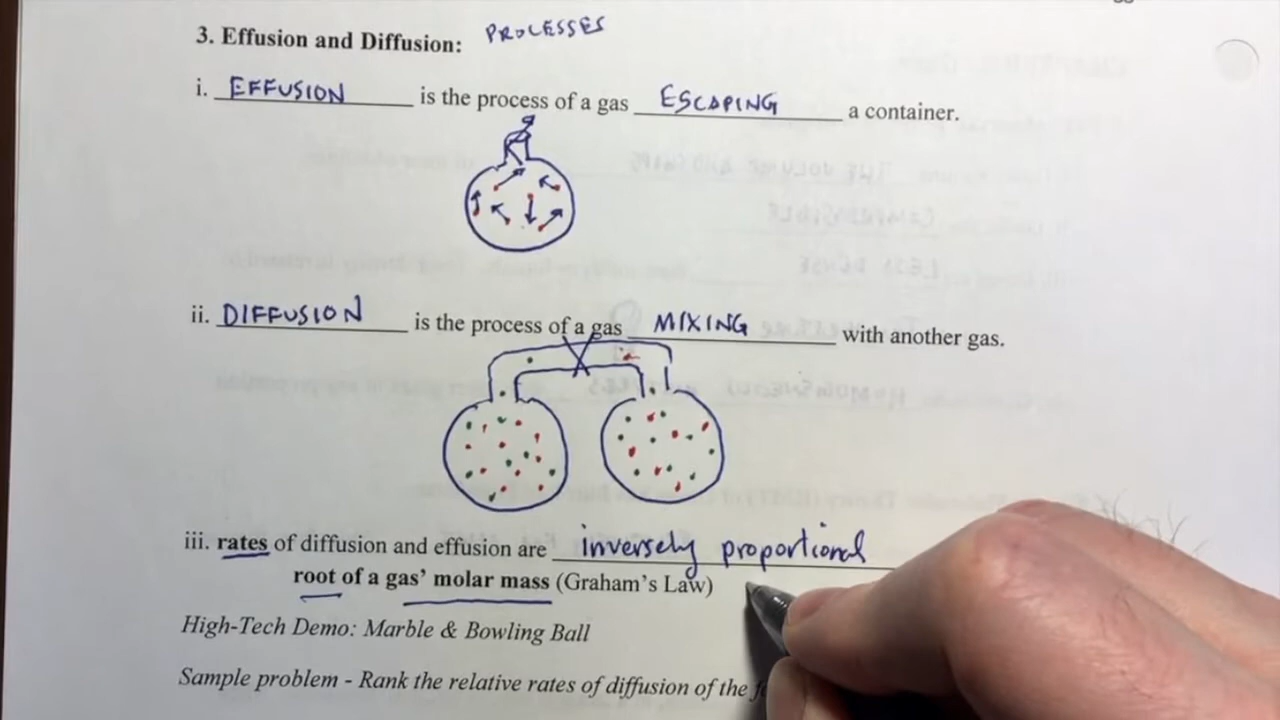 3. Effusion and Diffusion: PROCESSES
i. EFFUSION is the process of a gas ESCAPING a container.
ii. DIFFUSION is the process of a gas MIXING with another gas.
iii. rates of diffusion and effusion are inversely proportional
root of a gas' molar mass (Graham's Law)
High-Tech Demo: Marble & Bowling Ball
Sample problem - Rank the relative rates of diffusion of the